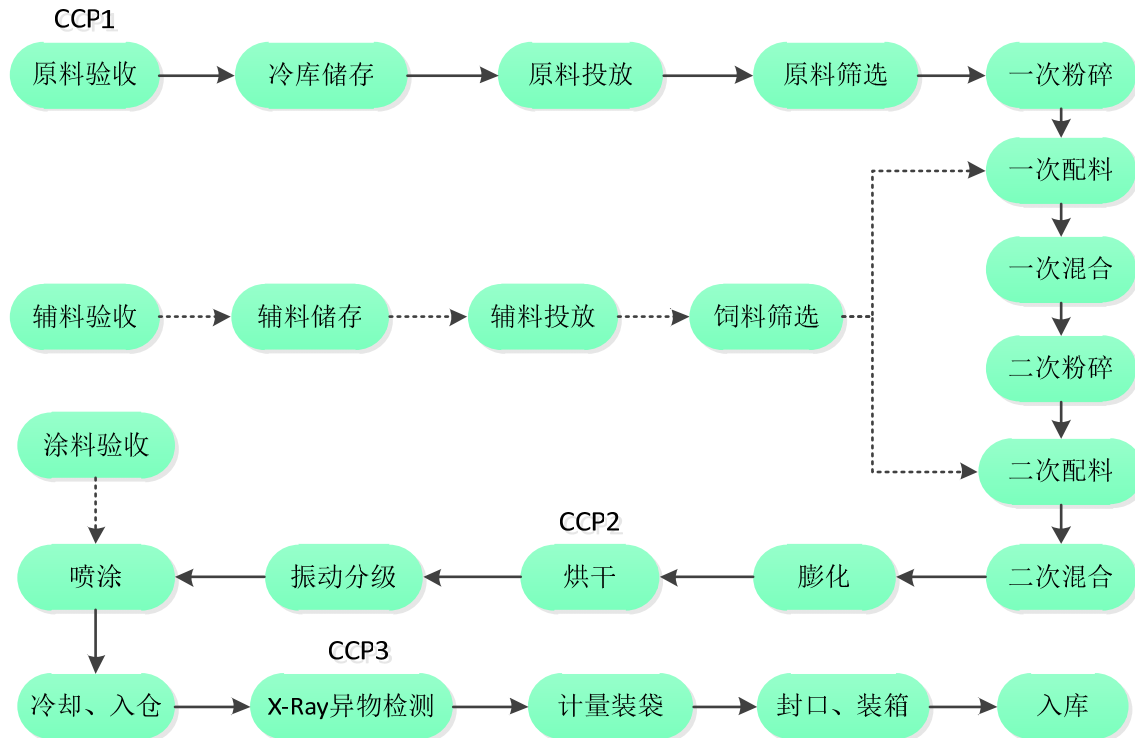 CCP1
原料验收
冷库储存
原料投放
原料筛选
一次粉碎
一次配料
一次混合
辅料验收
辅料储存
辅料投放
饲料筛选
二次粉碎
涂料验收
二次配料
CCP2
喷涂
振动分级
烘干
膨化
二次混合
CCP3
冷却、入仓
X-Ray异物检测
计量装袋
封口、装箱
入库